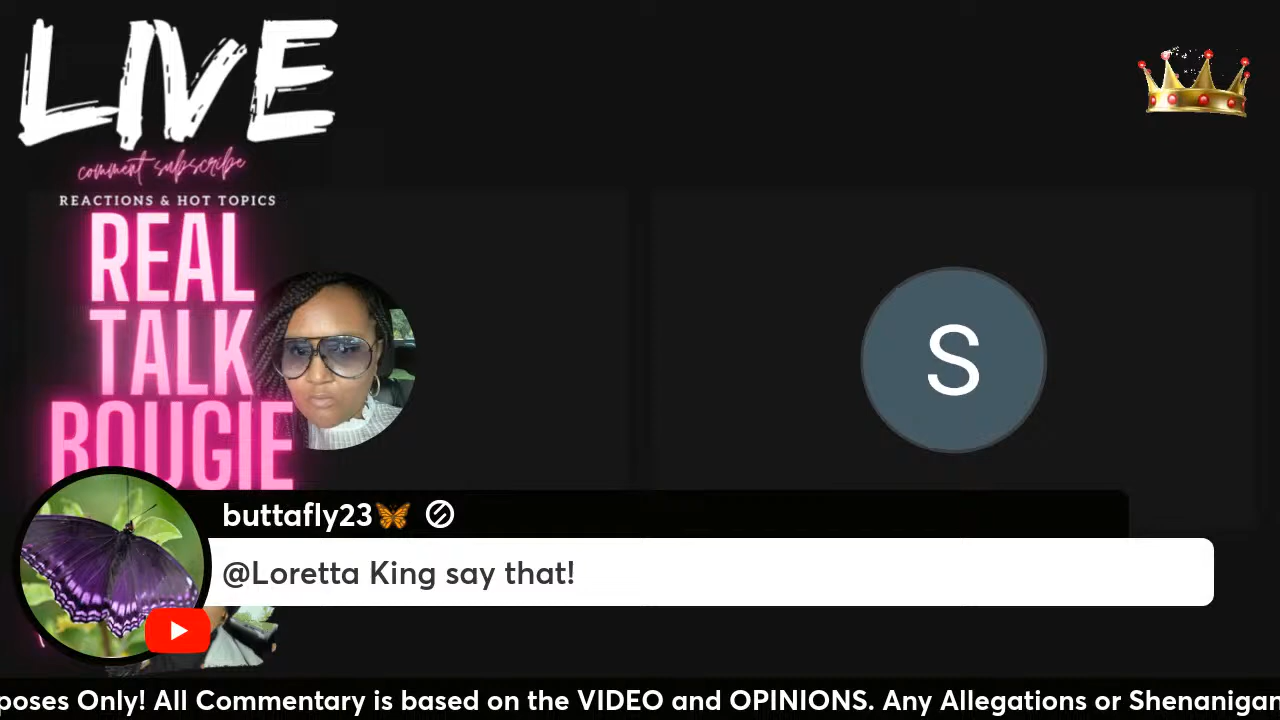 LIVE
comment subscribe
REACTIONS & HOT TOPICS
REAL
TALK
BOUGIE
S
buttafly23🦋
@Loretta King say that!
poses Only! All Commentary is based on the VIDEO and OPINIONS. Any Allegations or Shenanigan